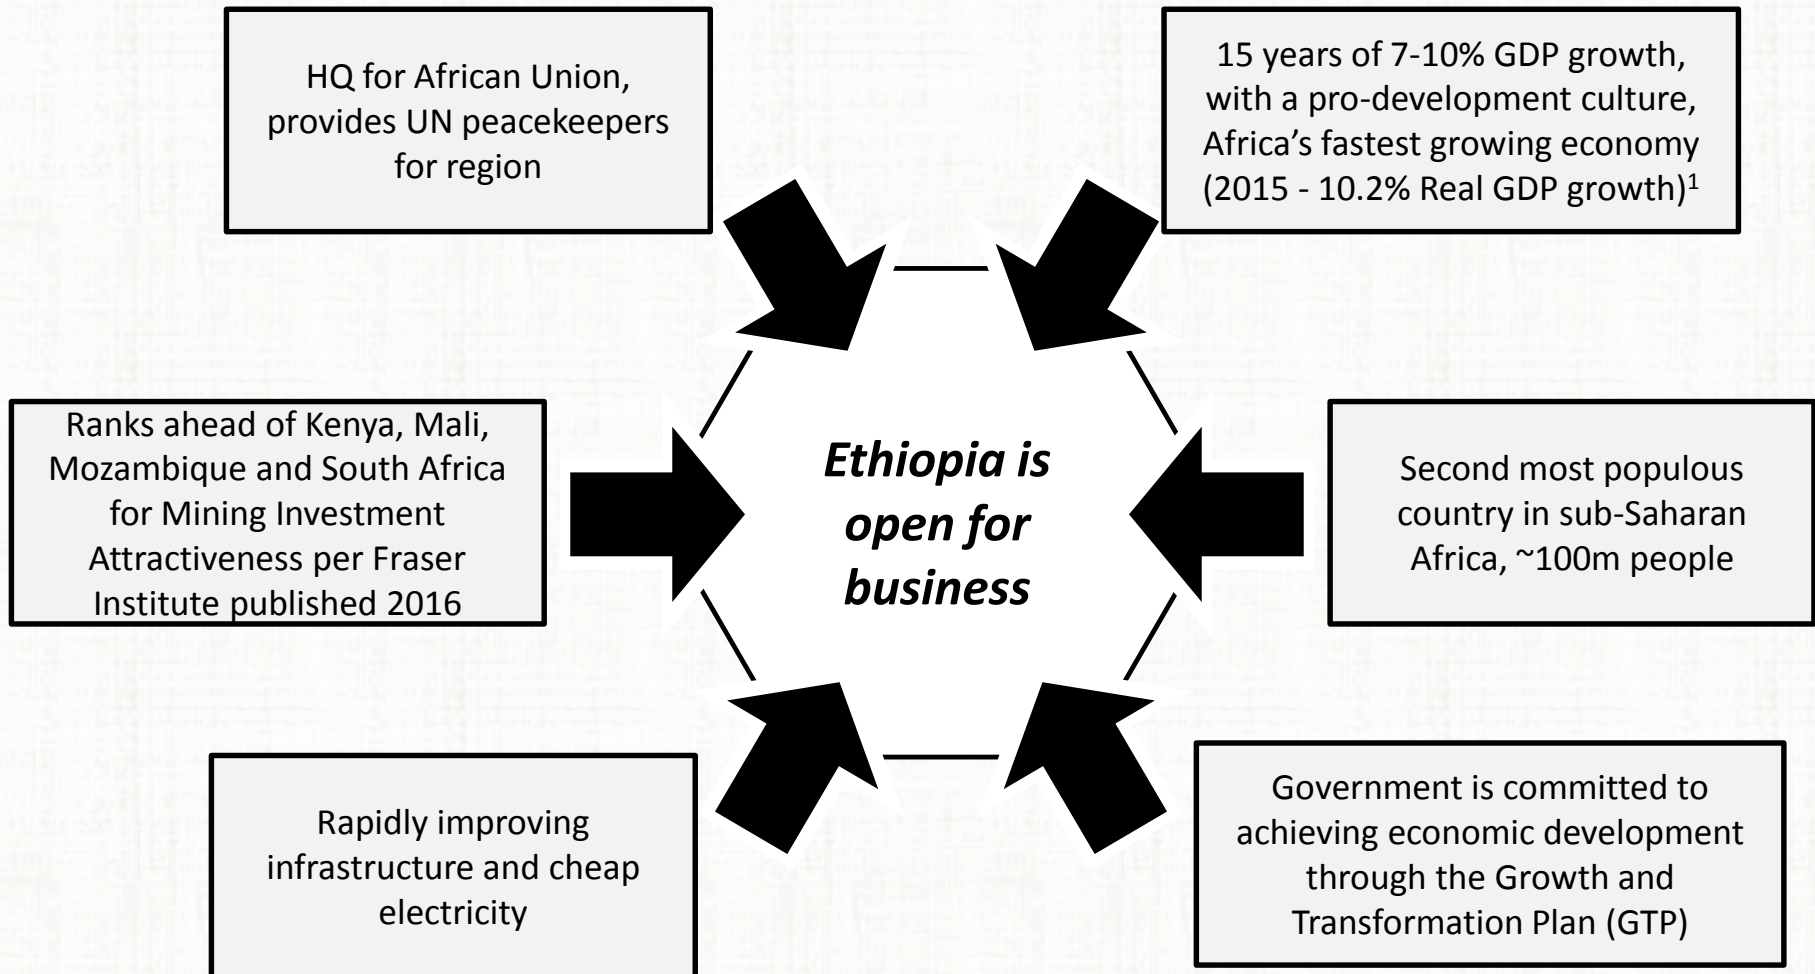 HQ for African Union,
provides UN peacekeepers
for region
15 years of 7-10% GDP growth,
with a pro-development culture,
Africa’s fastest growing economy
(2015 - 10.2% Real GDP growth)¹
Ranks ahead of Kenya, Mali,
Mozambique and South Africa
for Mining Investment
Attractiveness per Fraser
Institute published 2016
Ethiopia is
open for
business
Second most populous
country in sub-Saharan
Africa, ~100m people
Rapidly improving
infrastructure and cheap
electricity
Government is committed to
achieving economic development
through the Growth and
Transformation Plan (GTP)